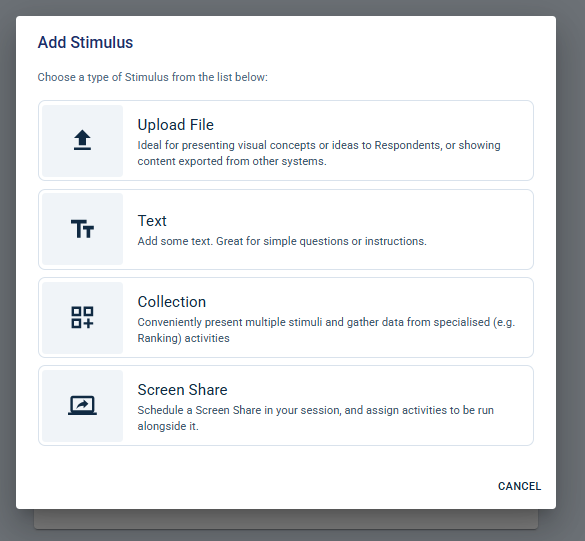 Add Stimulus
Choose a type of Stimulus from the list below:
Upload File
Ideal for presenting visual concepts or ideas to Respondents, or showing
content exported from other systems.
Text
Add some text. Great for simple questions or instructions.
Collection
Conveniently present multiple stimuli and gather data from specialised (e.g.
Ranking) activities
Screen Share
Schedule a Screen Share in your session, and assign activities to be run
alongside it.
CANCEL